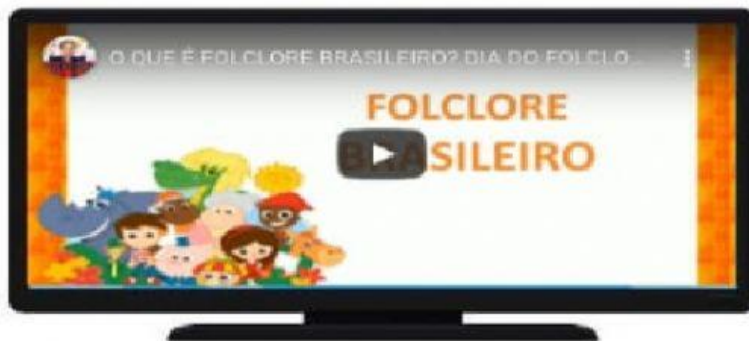 O QUE É FOLCLORE BRASILEIRO? DIA DO FOLCLO...
FOLCLORE
BRASILEIRO